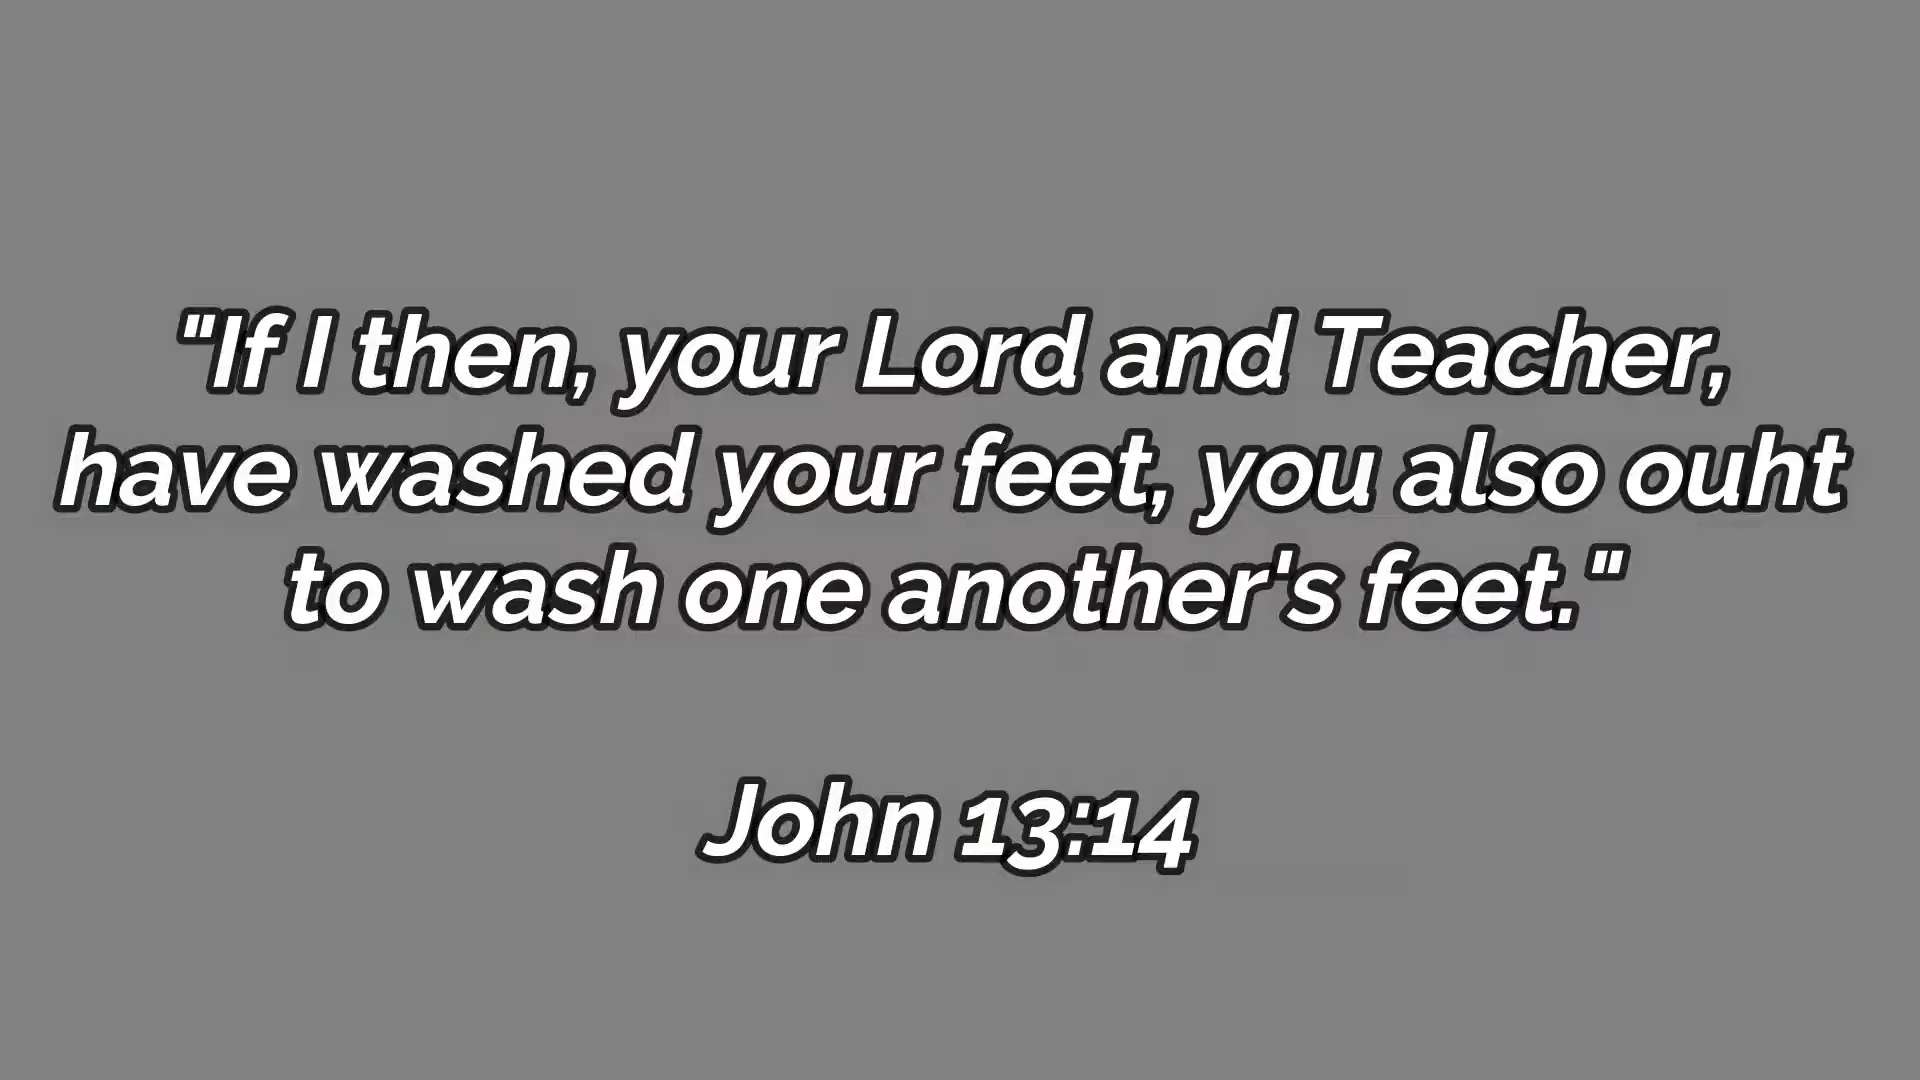 "If I then, your Lord and Teacher,
have washed your feet, you also ouht
to wash one another's feet."
John 13:14